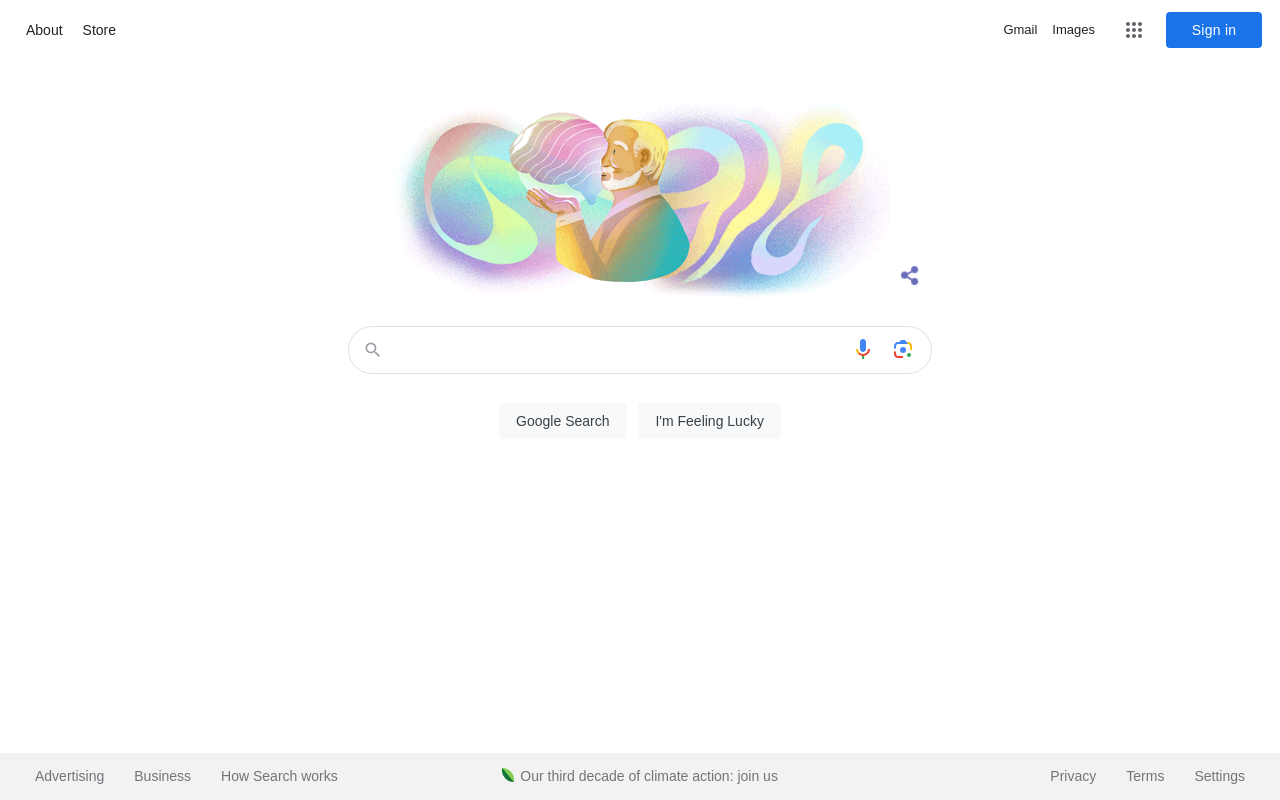 About Store Gmail Images Sign in
Google Search I'm Feeling Lucky
Advertising Business How Search works Our third decade of climate action: join us Privacy Terms Settings